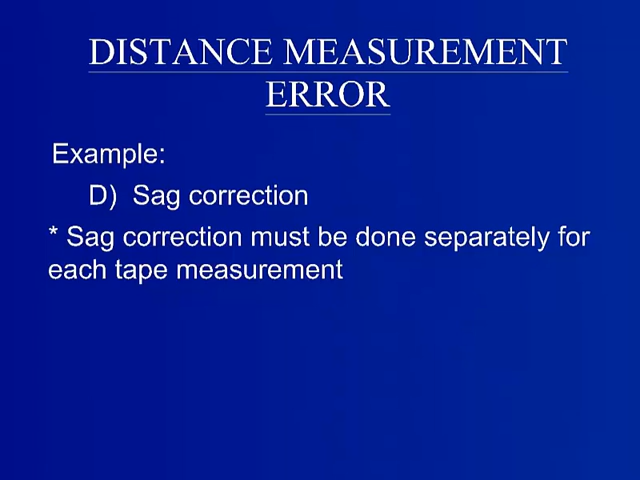 DISTANCE MEASUREMENT
ERROR
Example:
D) Sag correction
* Sag correction must be done separately for
each tape measurement